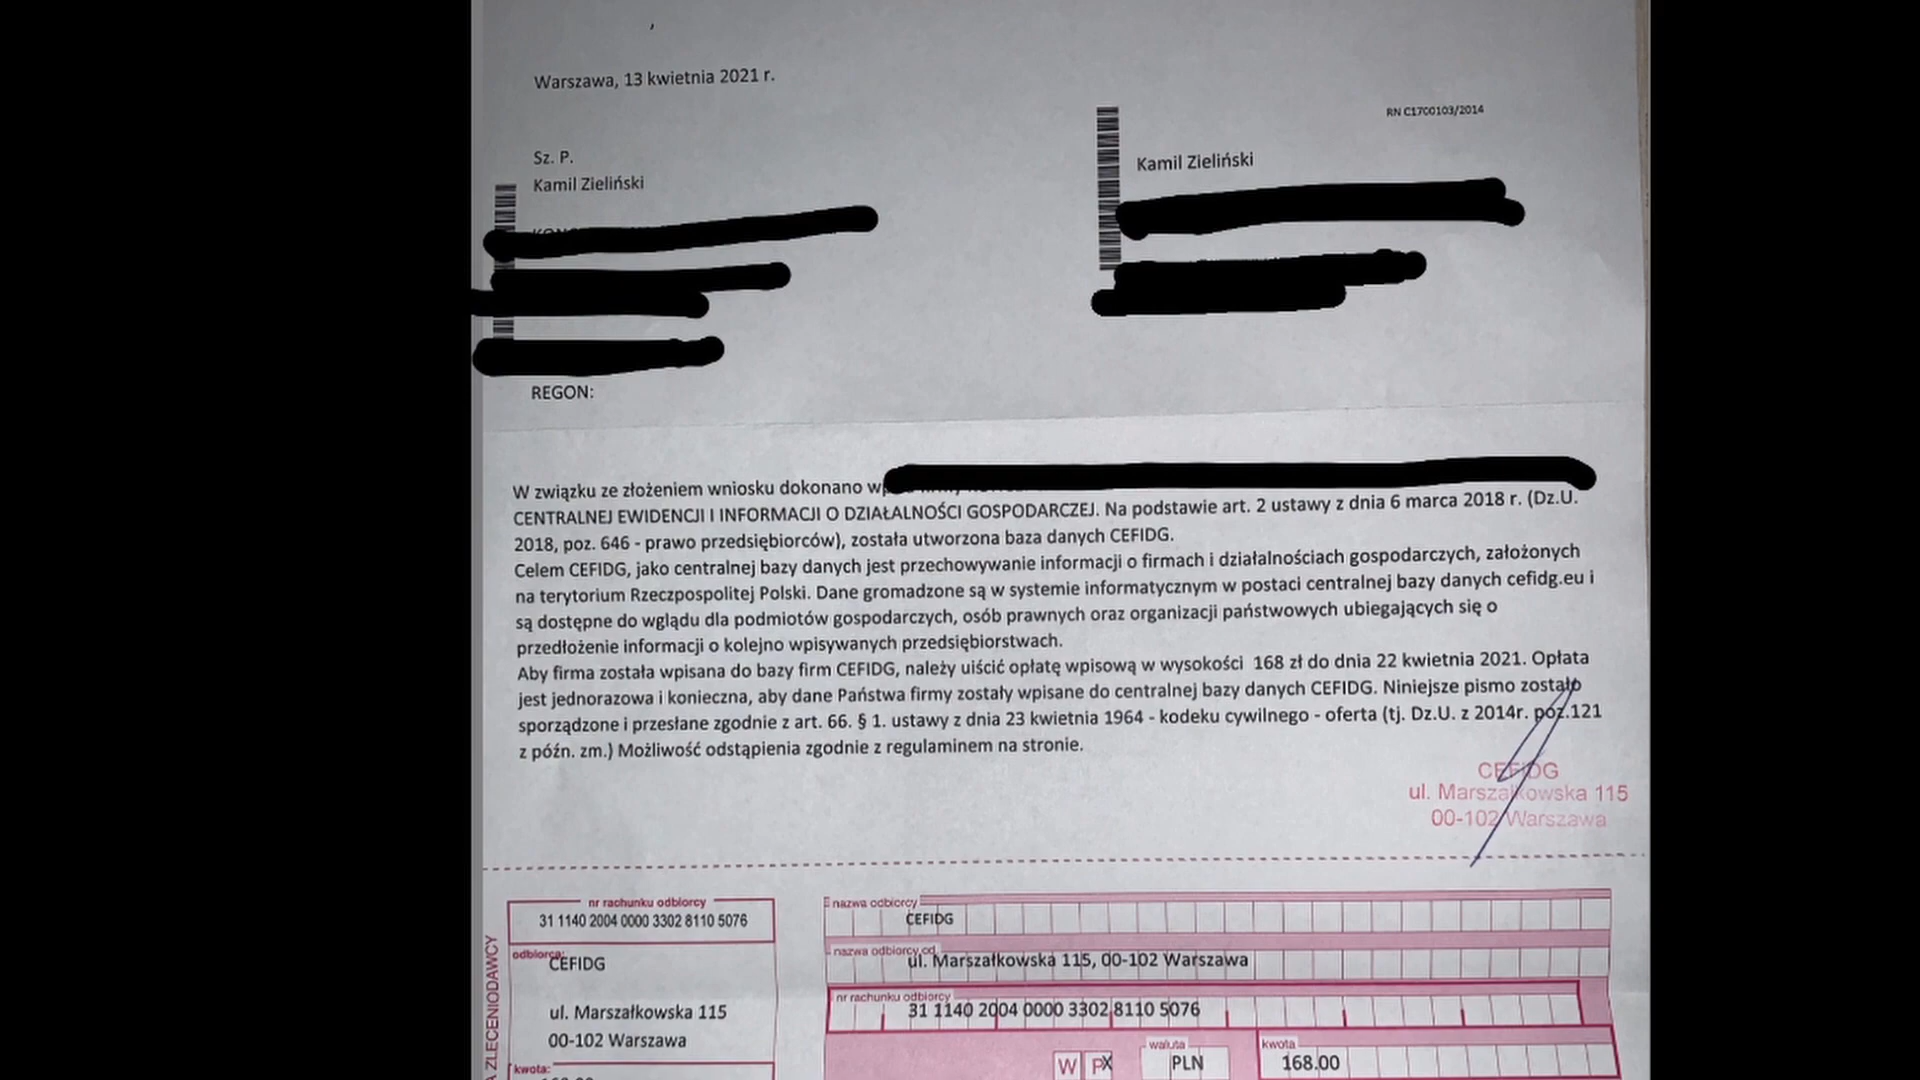 Warszawa, 13 kwietnia 2021 r.
RN C1700103/2014
Sz. P.
Kamil Zieliński
Kamil Zieliński
REGON:
W związku ze złożeniem wniosku dokonano
CENTRALNEJ EWIDENCJI I INFORMACJI O DZIAŁALNOŚCI GOSPODARCZEJ. Na podstawie art. 2 ustawy z dnia 6 marca 2018 r. (Dz.U.
2018, poz. 646 - prawo przedsiębiorców), została utworzona baza danych CEFIDG.
Celem CEFIDG, jako centralnej bazy danych jest przechowywanie informacji o firmach i działalnościach gospodarczych, założonych
na terytorium Rzeczpospolitej Polski. Dane gromadzone są w systemie informatycznym w postaci centralnej bazy danych cefidg.eu i
są dostępne do wglądu dla podmiotów gospodarczych, osób prawnych oraz organizacji państwowych ubiegających się o
przedłożenie informacji o kolejno wpisywanych przedsiębiorstwach.
Aby firma została wpisana do bazy firm CEFIDG, należy uiścić opłatę wpisową w wysokości 168 zł do dnia 22 kwietnia 2021. Opłata
jest jednorazowa i konieczna, aby dane Państwa firmy zostały wpisane do centralnej bazy danych CEFIDG. Niniejsze pismo zostało
sporządzone i przesłane zgodnie z art. 66. § 1. ustawy z dnia 23 kwietnia 1964 - kodeku cywilnego - oferta (tj. Dz.U. z 2014r. poz.121
z późn. zm.) Możliwość odstąpienia zgodnie z regulaminem na stronie.
CEFIDG
ul. Marszałkowska 115
00-102 Warszawa
nr rachunku odbiorcy
31 1140 2004 0000 3302 8110 5076
odbiorca:
CEFIDG
ul. Marszałkowska 115
00-102 Warszawa
kwota:
ZLECENIODAWCY
nazwa odbiorcy
CEFIDG
nazwa odbiorcy cd.
ul. Marszałkowska 115, 00-102 Warszawa
nr rachunku odbiorcy
31 1140 2004 0000 3302 8110 5076
W P X
waluta
PLN
kwota
168.00